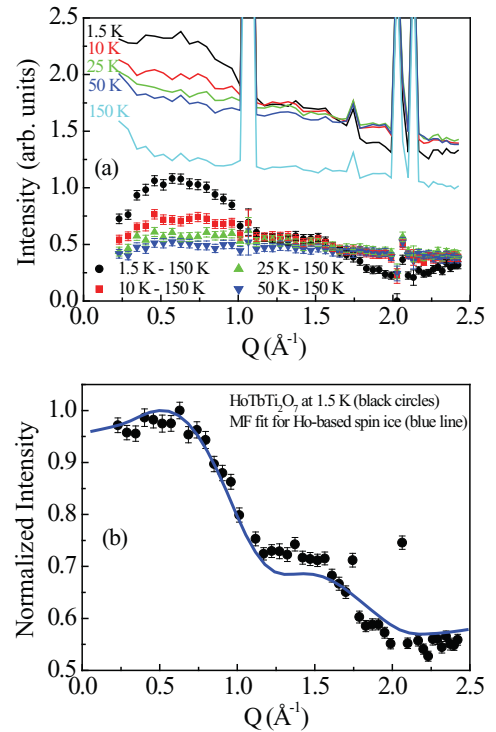 2.5
2.0
1.5
1.0
0.5
0.0
Intensity (arb. units)
1.5 K
10 K
25 K
50 K
150 K
(a)
1.5 K - 150 K
25 K - 150 K
10 K - 150 K
50 K - 150 K
0.0 0.5 1.0 1.5 2.0 2.5
Q (Å⁻¹)
1.0
0.9
0.8
0.7
0.6
0.5
Normalized Intensity
HoTbTi₂O₇ at 1.5 K (black circles)
MF fit for Ho-based spin ice (blue line)
(b)
0.0 0.5 1.0 1.5 2.0 2.5
Q (Å⁻¹)